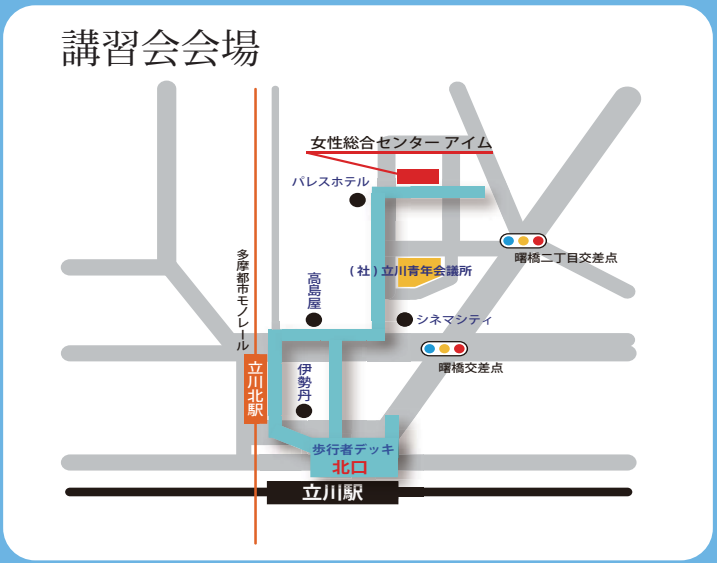 講習会会場
女性総合センター アイム
パレスホテル
多摩都市モノレール
曙橋二丁目交差点
(社)立川青年会議所
高島屋
シネマシティ
曙橋交差点
立川北駅
伊勢丹
歩行者デッキ
北口
立川駅